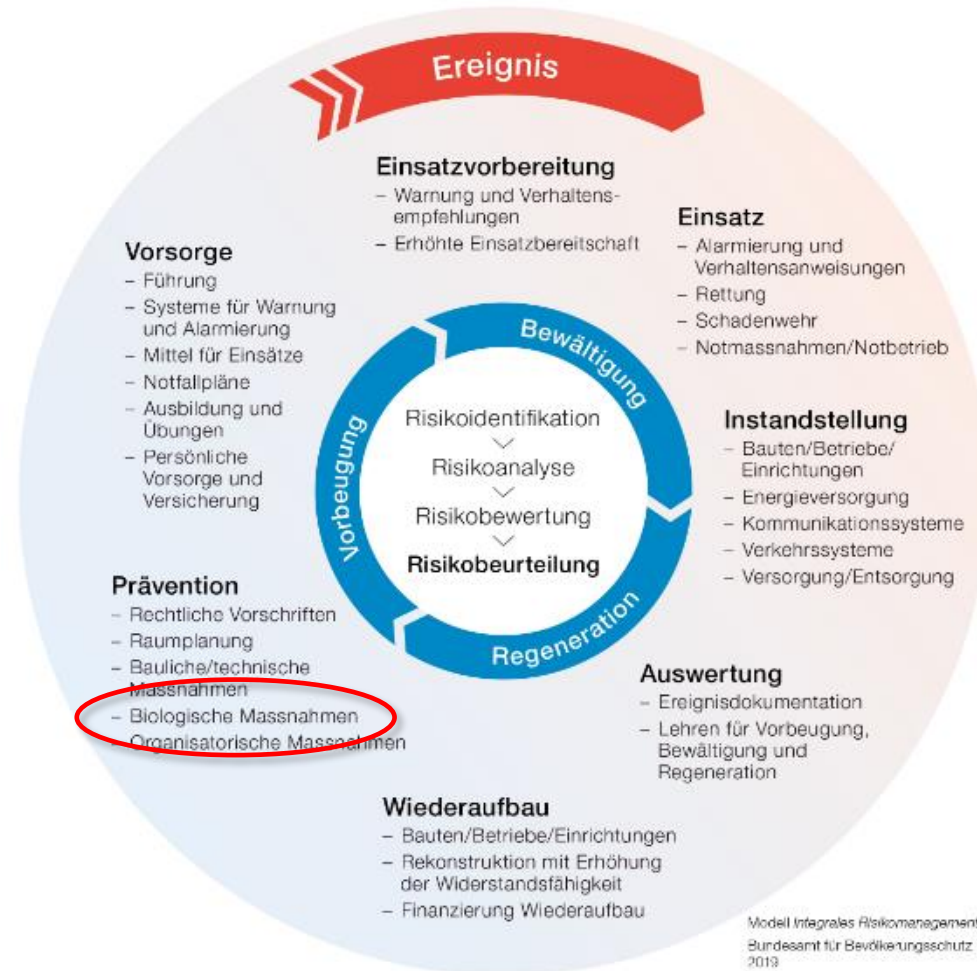 Ereignis
Einsatzvorbereitung
– Warnung und Verhaltens-
empfehlungen
– Erhöhte Einsatzbereitschaft
Einsatz
– Alarmierung und
Verhaltensanweisungen
– Rettung
– Schadenwehr
– Notmassnahmen/Notbetrieb
Vorsorge
– Führung
– Systeme für Warnung
und Alarmierung
– Mittel für Einsätze
– Notfallpläne
– Ausbildung und
Übungen
– Persönliche
Vorsorge und
Versicherung
Bewältigung
Vorbeugung
Regeneration
Risikoidentifikation
Risikoanalyse
Risikobewertung
Risikobeurteilung
Instandstellung
– Bauten/Betriebe/
Einrichtungen
– Energieversorgung
– Kommunikationssysteme
– Verkehrssysteme
– Versorgung/Entsorgung
Prävention
– Rechtliche Vorschriften
– Raumplanung
– Bauliche/technische
Massnahmen
– Biologische Massnahmen
– Organisatorische Massnahmen
Auswertung
– Ereignisdokumentation
– Lehren für Vorbeugung,
Bewältigung und
Regeneration
Wiederaufbau
– Bauten/Betriebe/Einrichtungen
– Rekonstruktion mit Erhöhung
der Widerstandsfähigkeit
– Finanzierung Wiederaufbau
Modell Integrales Risikomanagement
Bundesamt für Bevölkerungsschutz
2019